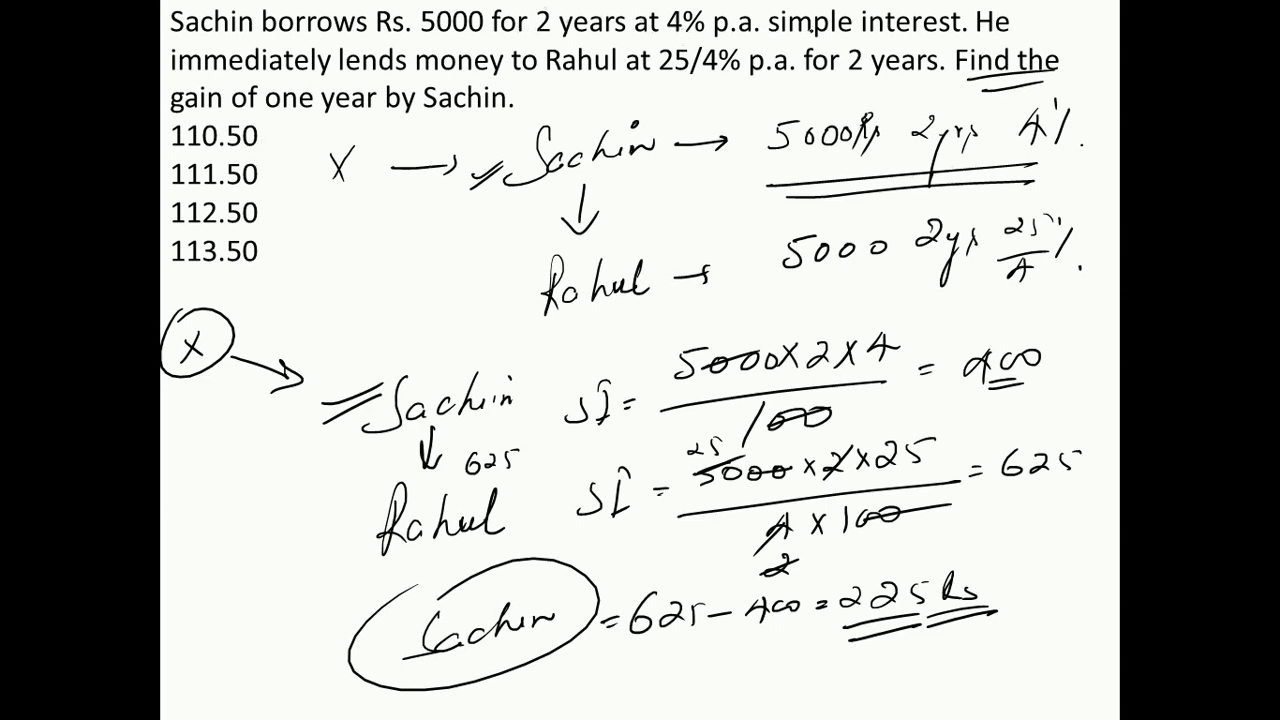 Sachin borrows Rs. 5000 for 2 years at 4% p.a. simple interest. He
immediately lends money to Rahul at 25/4% p.a. for 2 years. Find the
gain of one year by Sachin.
110.50
111.50
112.50
113.50
X → Sachin → 5000Rs 2yrs 4%.
↓
Rahul → 5000 2yrs 25/4 %.
X → Sachin SI = 5000×2×4 / 100 = 400
↓ 625
Rahul SI = 25 5000×2×25 / 4×100 = 625
2
Sachin = 625 - 400 = 225 Rs